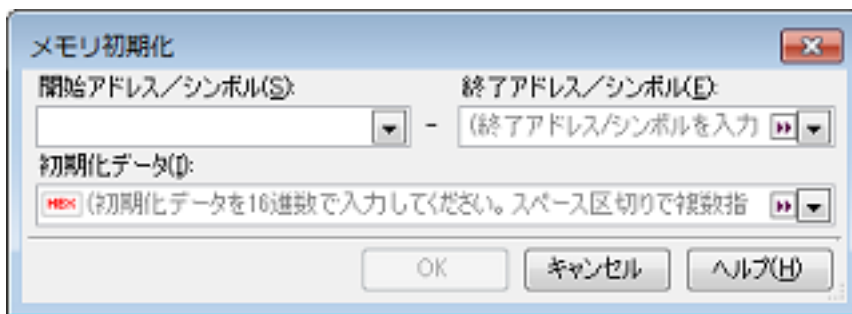 メモリ初期化
開始アドレス／シンボル(S):
終了アドレス／シンボル(E):
-
(終了アドレス/シンボルを入力
初期化データ(I):
HEX (初期化データを16進数で入力してください。スペース区切りで複数指
OK キャンセル ヘルプ(H)